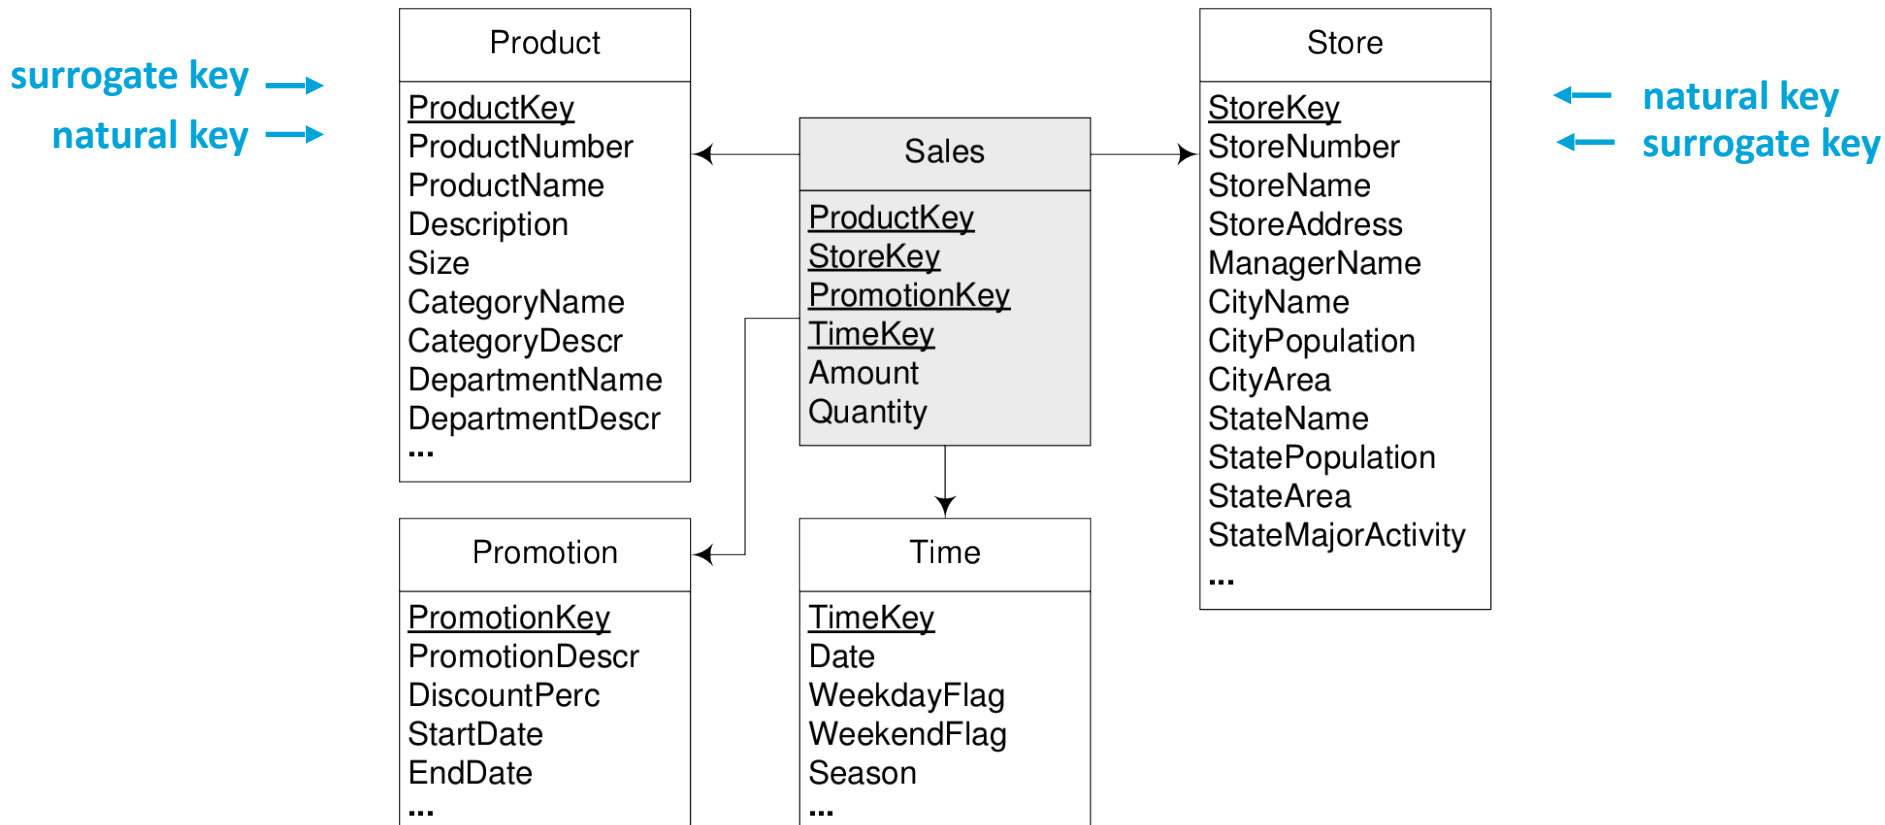 surrogate key
natural key
Product
ProductKey
ProductNumber
ProductName
Description
Size
CategoryName
CategoryDescr
DepartmentName
DepartmentDescr
...
Sales
ProductKey
StoreKey
PromotionKey
TimeKey
Amount
Quantity
Store
StoreKey
StoreNumber
StoreName
StoreAddress
ManagerName
CityName
CityPopulation
CityArea
StateName
StatePopulation
StateArea
StateMajorActivity
...
natural key
surrogate key
Promotion
PromotionKey
PromotionDescr
DiscountPerc
StartDate
EndDate
...
Time
TimeKey
Date
WeekdayFlag
WeekendFlag
Season
...